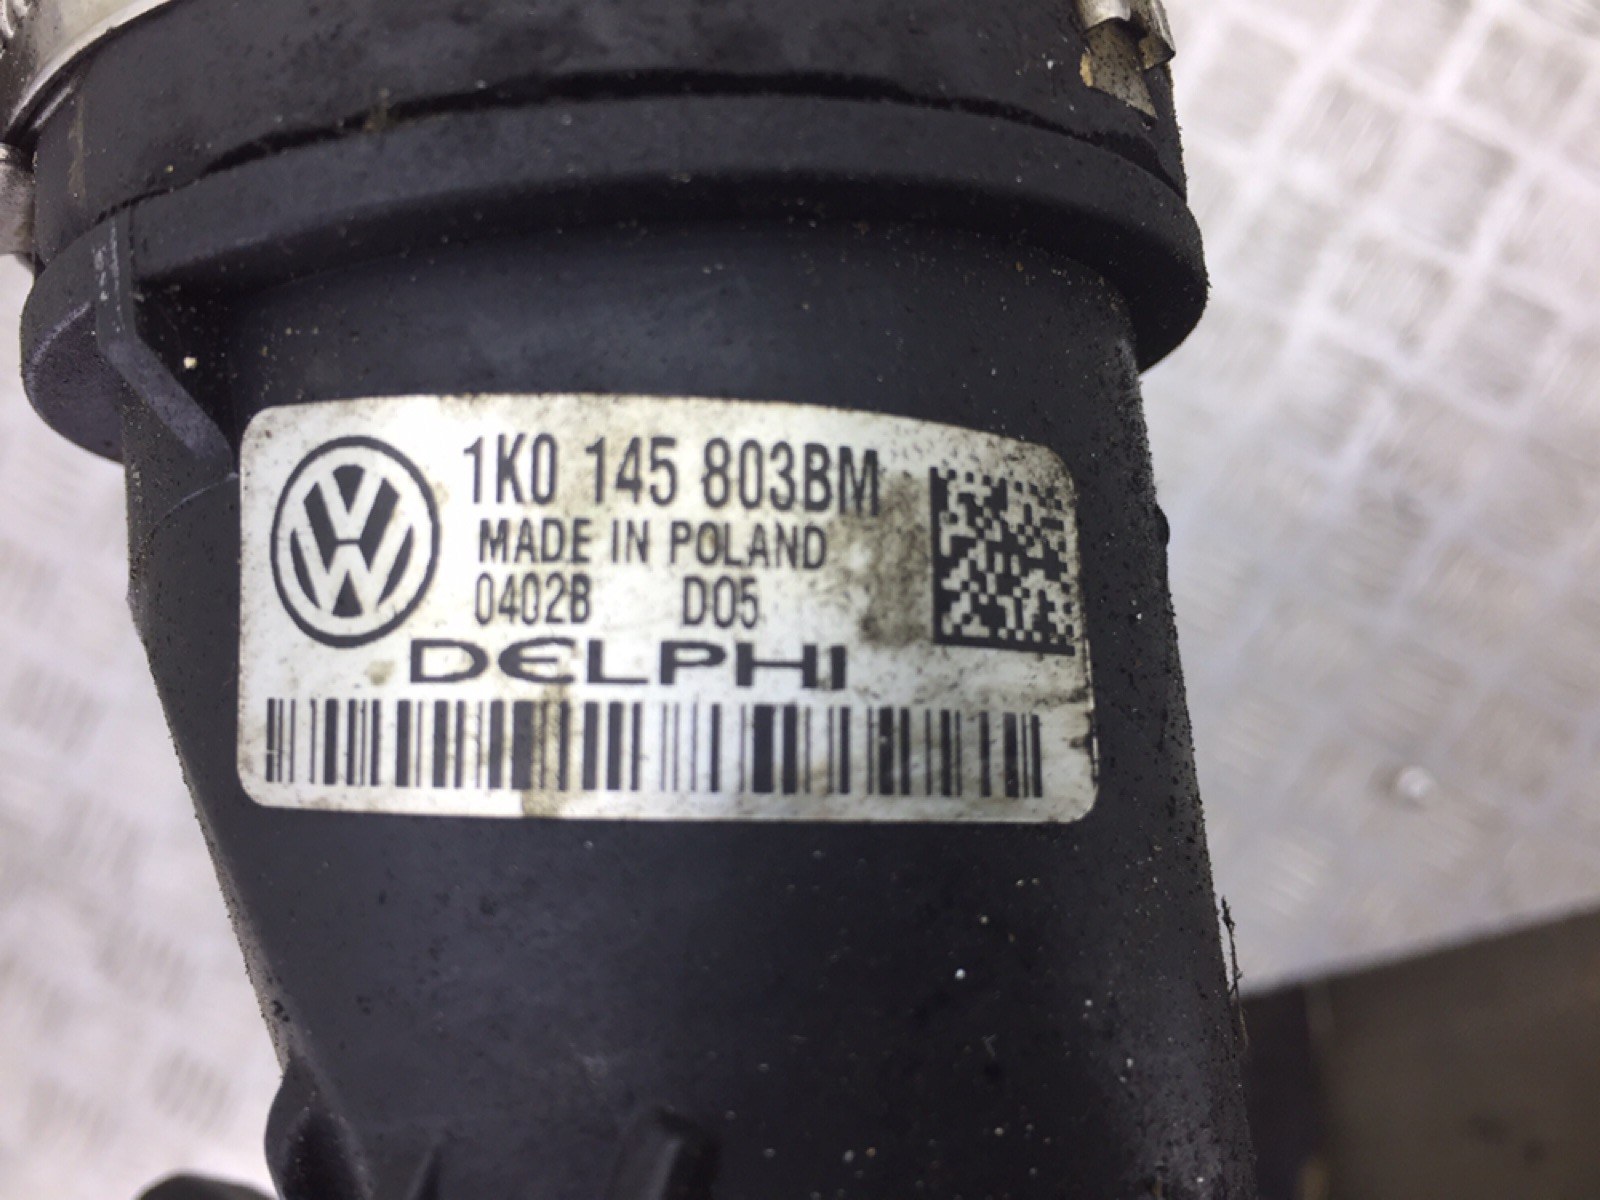 1K0 145 803BM
MADE IN POLAND
0402B D05
DELPHI